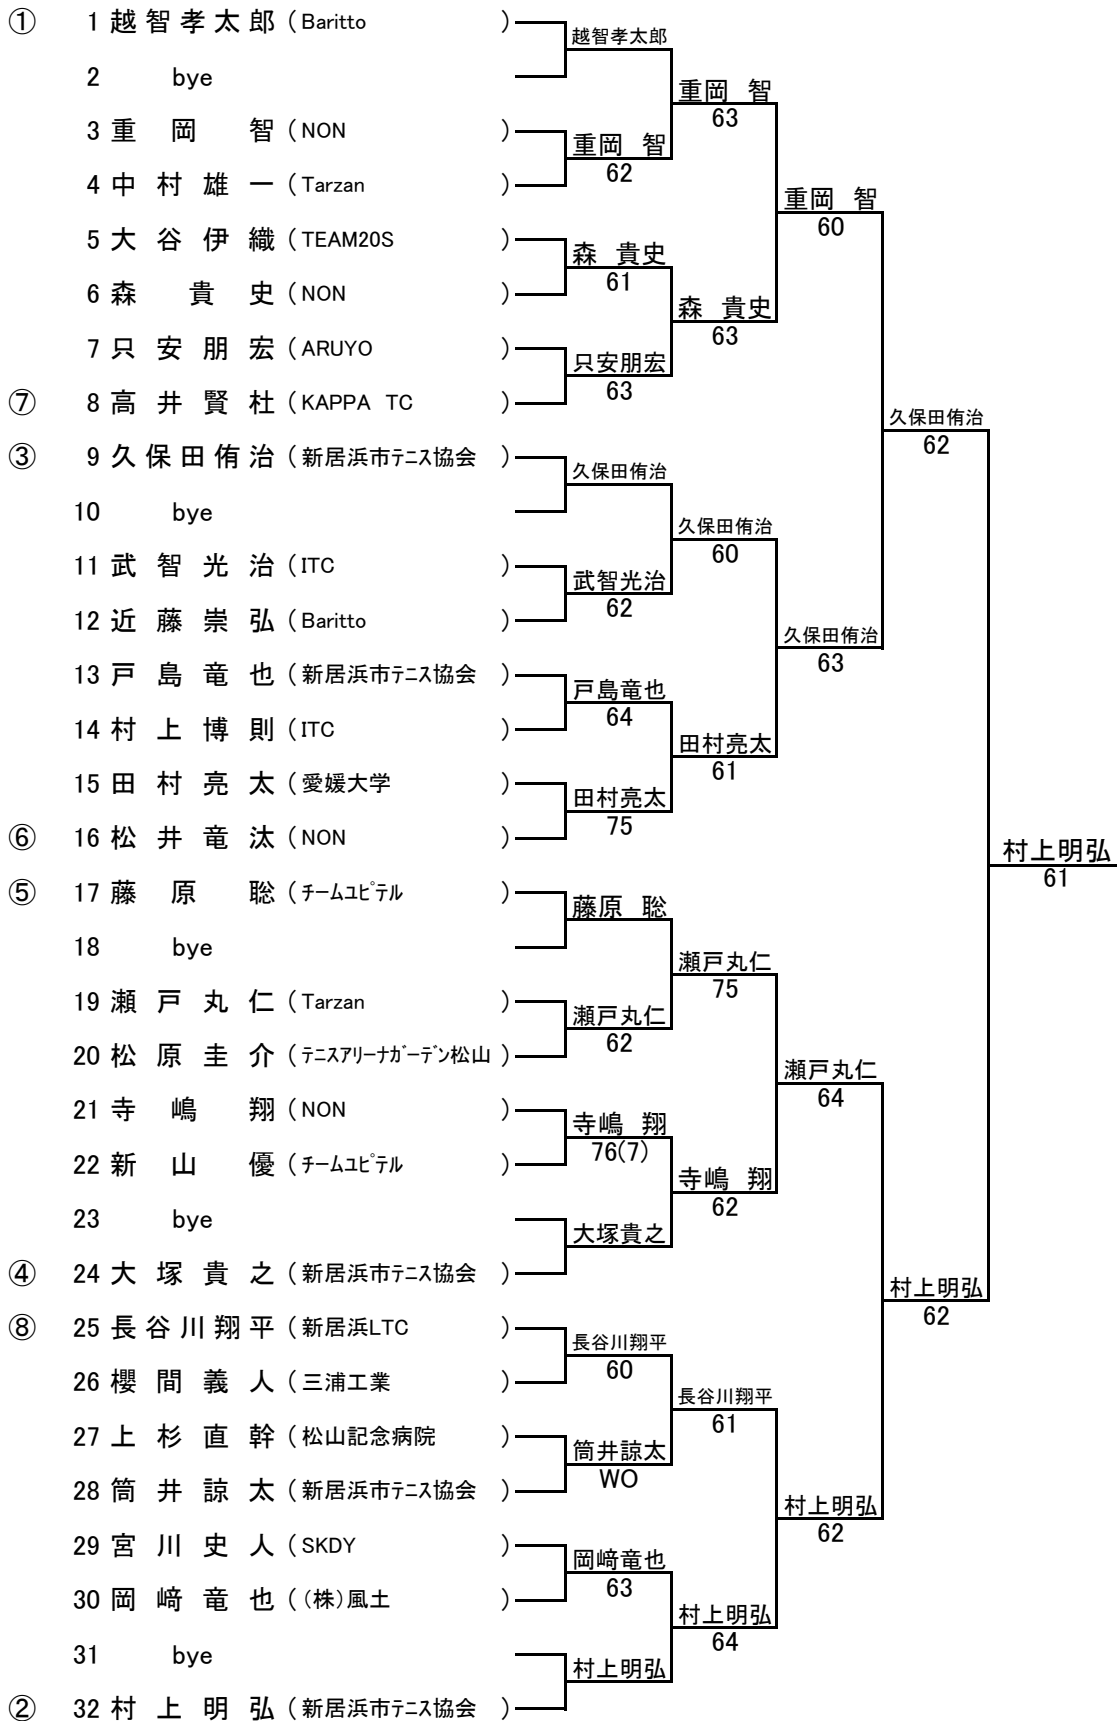 ① 1 越智孝太郎 (Baritto )
越智孝太郎
2 bye
重岡 智
63
3 重岡 智 (NON )
重岡 智
62
4 中村雄一 (Tarzan )
重岡 智
60
5 大谷伊織 (TEAM20S )
森 貴史
61
6 森 貴史 (NON )
森 貴史
63
7 只安朋宏 (ARUYO )
只安朋宏
63
⑦ 8 高井賢杜 (KAPPA TC )
久保田侑治
62
③ 9 久保田侑治 (新居浜市テニス協会 )
久保田侑治
10 bye
久保田侑治
60
11 武智光治 (ITC )
武智光治
62
12 近藤崇弘 (Baritto )
久保田侑治
63
13 戸島竜也 (新居浜市テニス協会 )
戸島竜也
64
14 村上博則 (ITC )
田村亮太
61
15 田村亮太 (愛媛大学 )
田村亮太
75
⑥ 16 松井竜汰 (NON )
村上明弘
61
⑤ 17 藤原 聡 (チームユピテル )
藤原 聡
18 bye
瀬戸丸仁
75
19 瀬戸丸仁 (Tarzan )
瀬戸丸仁
62
20 松原圭介 (テニスアリーナガーデン松山 )
瀬戸丸仁
64
21 寺嶋 翔 (NON )
寺嶋 翔
76(7)
22 新山 優 (チームユピテル )
寺嶋 翔
62
23 bye
大塚貴之
④ 24 大塚貴之 (新居浜市テニス協会 )
村上明弘
62
⑧ 25 長谷川翔平 (新居浜LTC )
長谷川翔平
60
26 櫻間義人 (三浦工業 )
長谷川翔平
61
27 上杉直幹 (松山記念病院 )
筒井諒太
WO
28 筒井諒太 (新居浜市テニス協会 )
村上明弘
62
29 宮川史人 (SKDY )
岡﨑竜也
63
30 岡﨑竜也 ((株)風土 )
村上明弘
64
31 bye
村上明弘
② 32 村上明弘 (新居浜市テニス協会 )